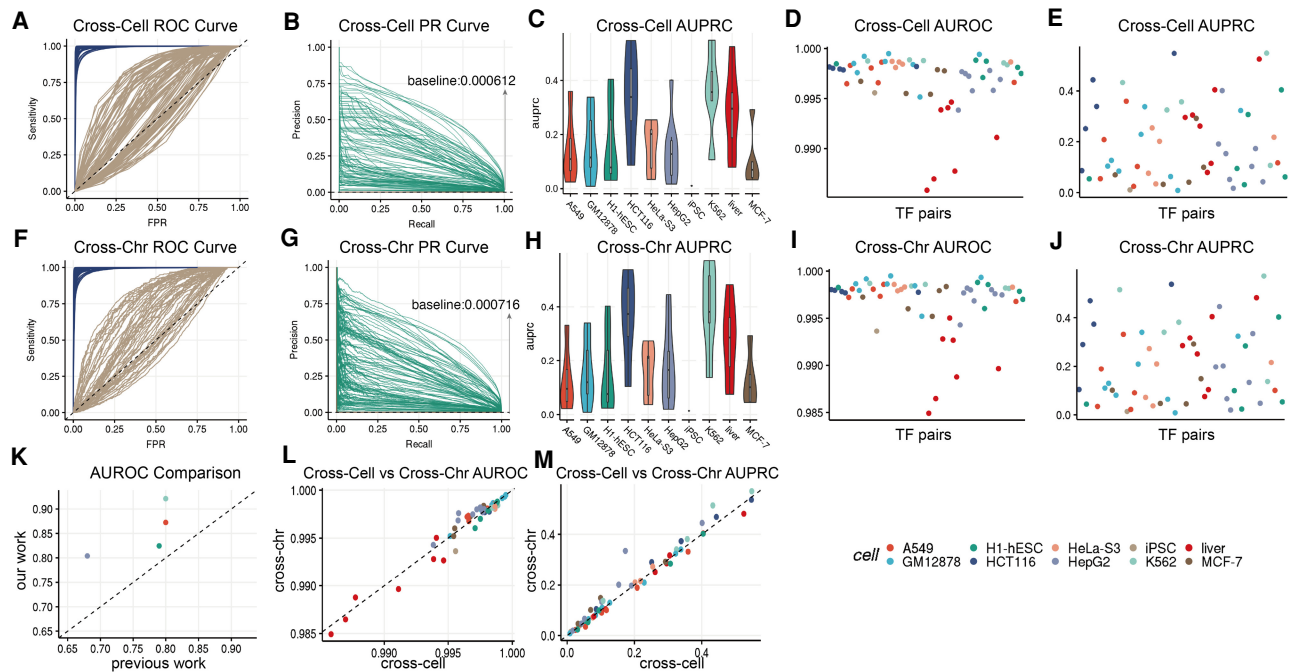 A
Cross-Cell ROC Curve
Sensitivity
1.00
0.75
0.50
0.25
0.00
0.00 0.25 0.50 0.75 1.00
FPR
B
Cross-Cell PR Curve
Precision
1.00
0.75
0.50
0.25
0.00
baseline:0.000612
0.00 0.25 0.50 0.75 1.00
Recall
C
Cross-Cell AUPRC
auprc
0.4
0.2
0.0
A549 GM12878 H1-hESC HCT116 HeLa-S3 HepG2 iPSC K562 liver MCF-7
D
Cross-Cell AUROC
1.000
0.995
0.990
TF pairs
E
Cross-Cell AUPRC
0.4
0.2
0.0
TF pairs
F
Cross-Chr ROC Curve
Sensitivity
1.00
0.75
0.50
0.25
0.00
0.00 0.25 0.50 0.75 1.00
FPR
G
Cross-Chr PR Curve
Precision
1.00
0.75
0.50
0.25
0.00
baseline:0.000716
0.00 0.25 0.50 0.75 1.00
Recall
H
Cross-Chr AUPRC
auprc
0.4
0.2
0.0
A549 GM12878 H1-hESC HCT116 HeLa-S3 HepG2 iPSC K562 liver MCF-7
I
Cross-Chr AUROC
1.000
0.995
0.990
0.985
TF pairs
J
Cross-Chr AUPRC
0.4
0.2
0.0
TF pairs
K
AUROC Comparison
our work
0.90
0.85
0.80
0.75
0.70
0.65
0.65 0.70 0.75 0.80 0.85 0.90
previous work
L
Cross-Cell vs Cross-Chr AUROC
cross-chr
1.000
0.995
0.990
0.985
0.990 0.995 1.000
cross-cell
M
Cross-Cell vs Cross-Chr AUPRC
cross-chr
0.4
0.2
0.0
0.0 0.2 0.4
cross-cell
cell
A549 H1-hESC HeLa-S3 iPSC liver
GM12878 HCT116 HepG2 K562 MCF-7